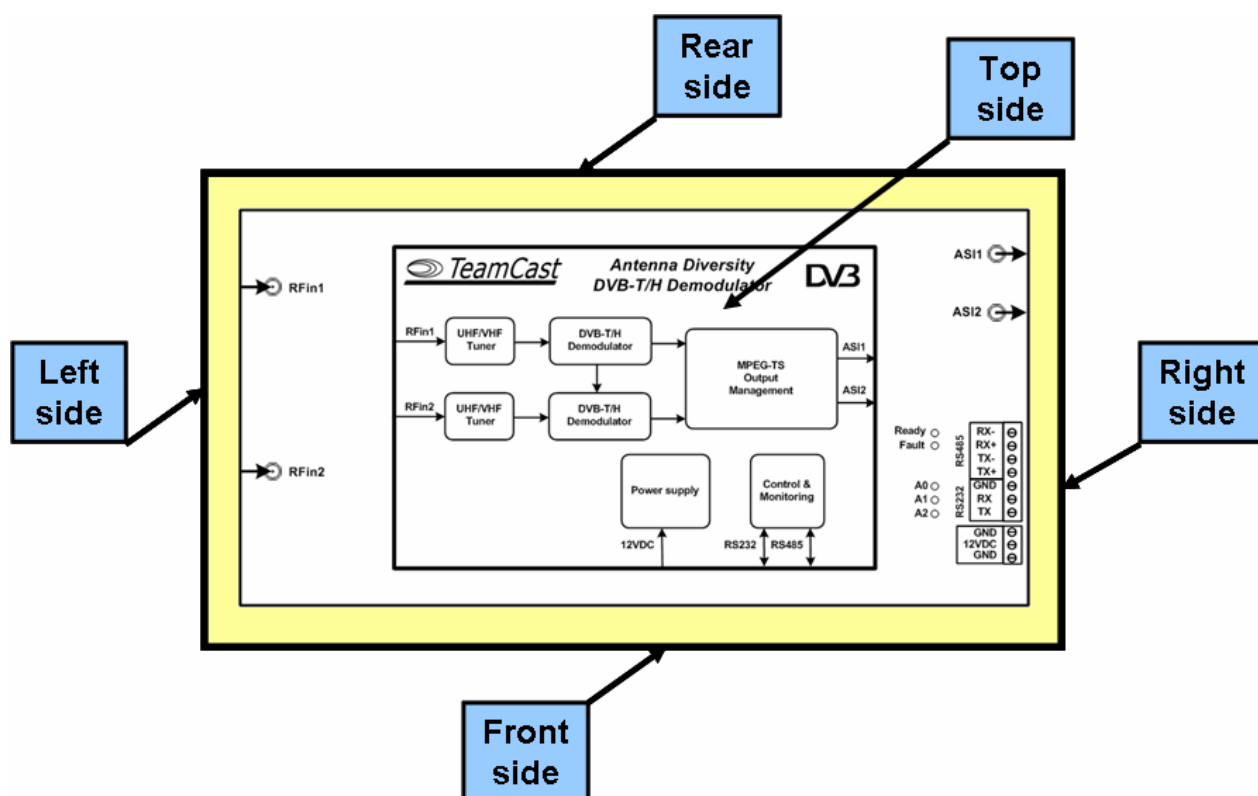 Rear
side
Top
side
Left
side
Right
side
Front
side
RFin1
RFin2
TeamCast
Antenna Diversity
DVB-T/H Demodulator
DVB
RFin1
UHF/VHF
Tuner
DVB-T/H
Demodulator
MPEG-TS
Output
Management
ASI1
ASI2
RFin2
UHF/VHF
Tuner
DVB-T/H
Demodulator
Power supply
Control &
Monitoring
12VDC
RS232
RS485
ASI1
ASI2
Ready
Fault
A0
A1
A2
RS485
RX-
RX+
TX-
TX+
RS232
GND
RX
TX
GND
12VDC
GND